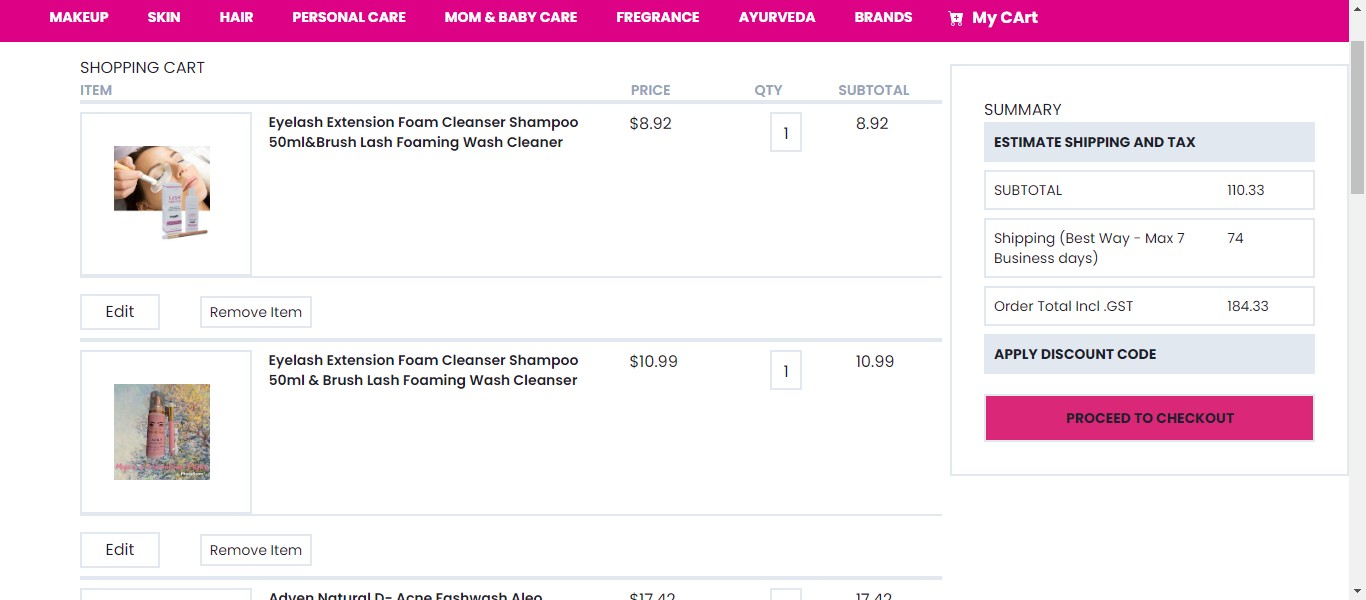 MAKEUP SKIN HAIR PERSONAL CARE MOM & BABY CARE FREGRANCE AYURVEDA BRANDS My CArt
SHOPPING CART
ITEM PRICE QTY SUBTOTAL
Eyelash Extension Foam Cleanser Shampoo $8.92 1 8.92
50ml&Brush Lash Foaming Wash Cleaner
Edit Remove Item
Eyelash Extension Foam Cleanser Shampoo $10.99 1 10.99
50ml & Brush Lash Foaming Wash Cleanser
Edit Remove Item
Adven Natural D- Acne Fashwash Aleo $17.42 17.42
SUMMARY
ESTIMATE SHIPPING AND TAX
SUBTOTAL 110.33
Shipping (Best Way - Max 7 74
Business days)
Order Total Incl .GST 184.33
APPLY DISCOUNT CODE
PROCEED TO CHECKOUT